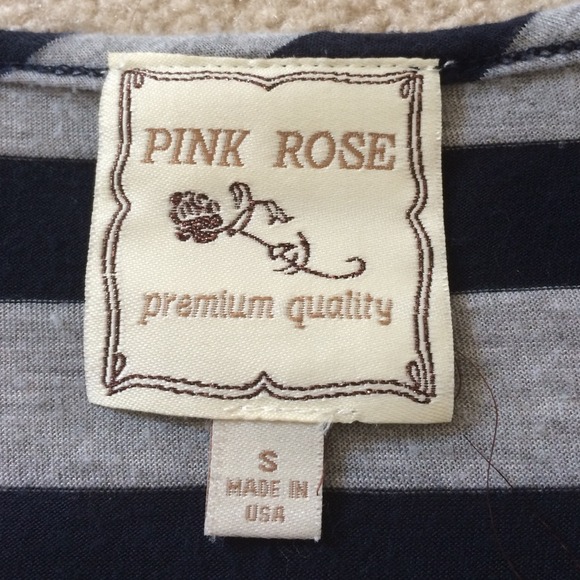 PINK ROSE
premium quality
S
MADE IN
USA